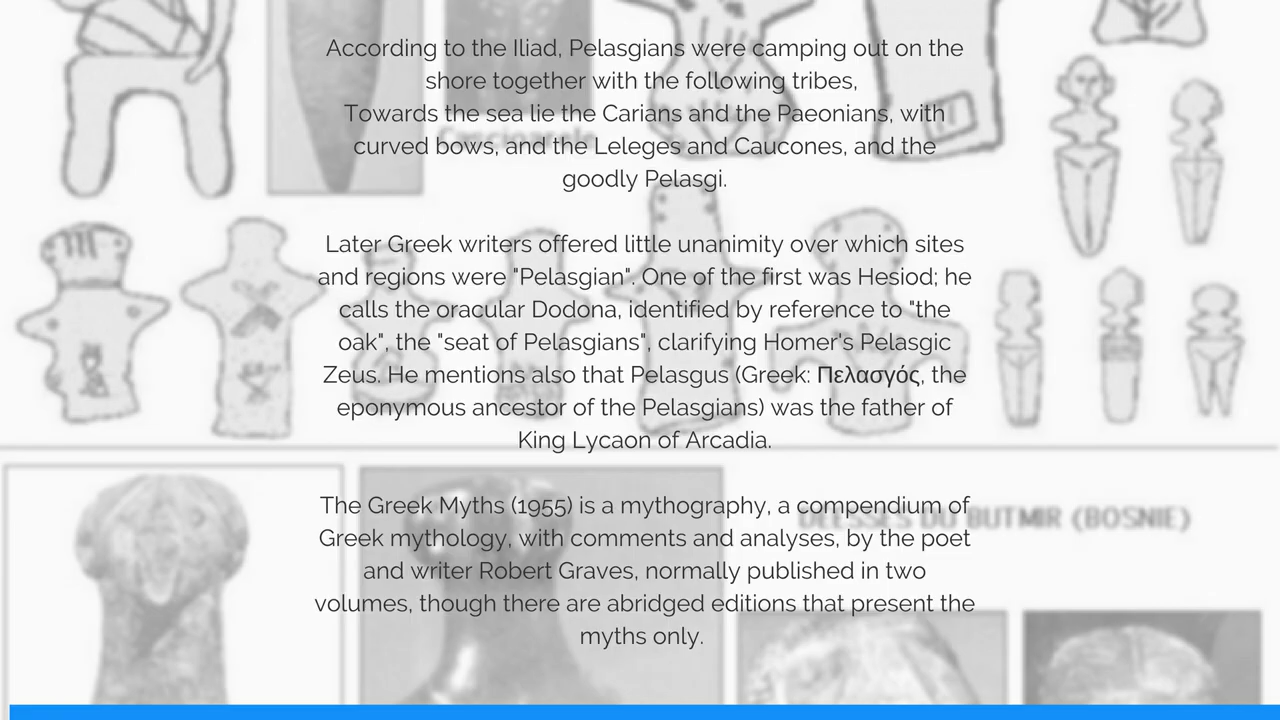 According to the Iliad, Pelasgians were camping out on the
shore together with the following tribes,
Towards the sea lie the Carians and the Paeonians, with
curved bows, and the Leleges and Caucones, and the
goodly Pelasgi.
Later Greek writers offered little unanimity over which sites
and regions were "Pelasgian". One of the first was Hesiod; he
calls the oracular Dodona, identified by reference to "the
oak", the "seat of Pelasgians", clarifying Homer's Pelasgic
Zeus. He mentions also that Pelasgus (Greek: Πελασγός, the
eponymous ancestor of the Pelasgians) was the father of
King Lycaon of Arcadia.
The Greek Myths (1955) is a mythography, a compendium of
DEESSES DU BUTMIR (BOSNIE)
Greek mythology, with comments and analyses, by the poet
and writer Robert Graves, normally published in two
volumes, though there are abridged editions that present the
myths only.